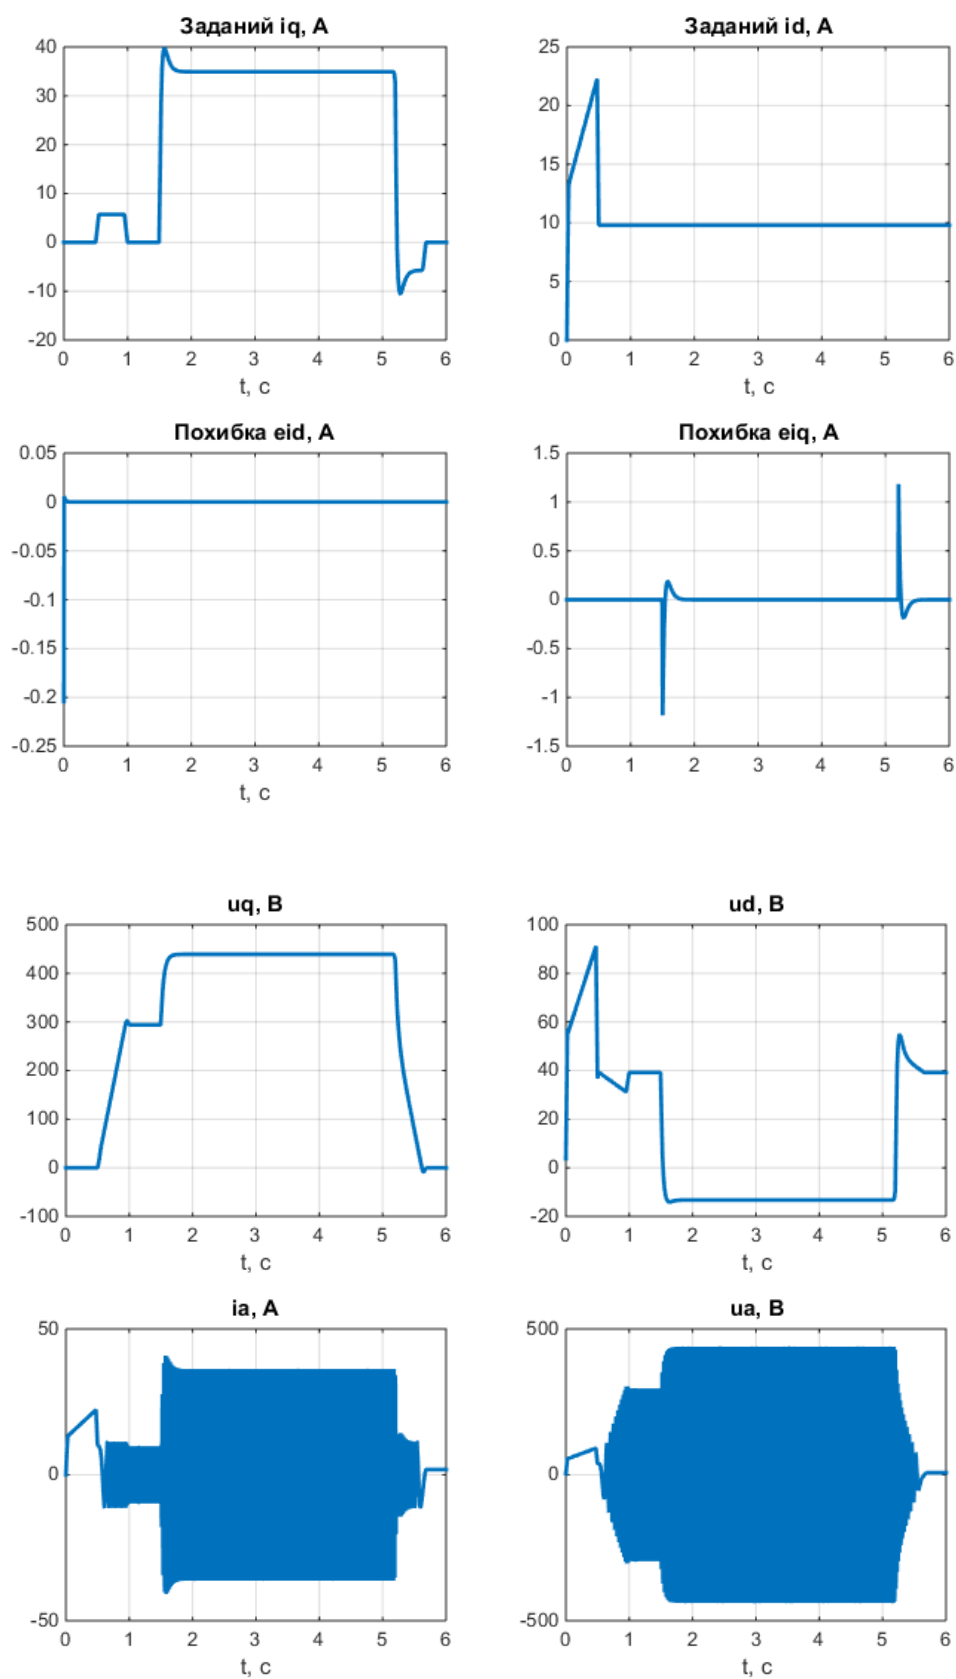 Заданий iq, А
40
30
20
10
0
-10
-20
0 1 2 3 4 5 6
t, с
Заданий id, А
25
20
15
10
5
0
0 1 2 3 4 5 6
t, с
Похибка eid, А
0.05
0
-0.05
-0.1
-0.15
-0.2
-0.25
0 1 2 3 4 5 6
t, с
Похибка eiq, А
1.5
1
0.5
0
-0.5
-1
-1.5
0 1 2 3 4 5 6
t, с
uq, В
500
400
300
200
100
0
-100
0 1 2 3 4 5 6
t, с
ud, В
100
80
60
40
20
0
-20
0 1 2 3 4 5 6
t, с
ia, А
50
0
-50
0 1 2 3 4 5 6
t, с
ua, В
500
0
-500
0 1 2 3 4 5 6
t, с